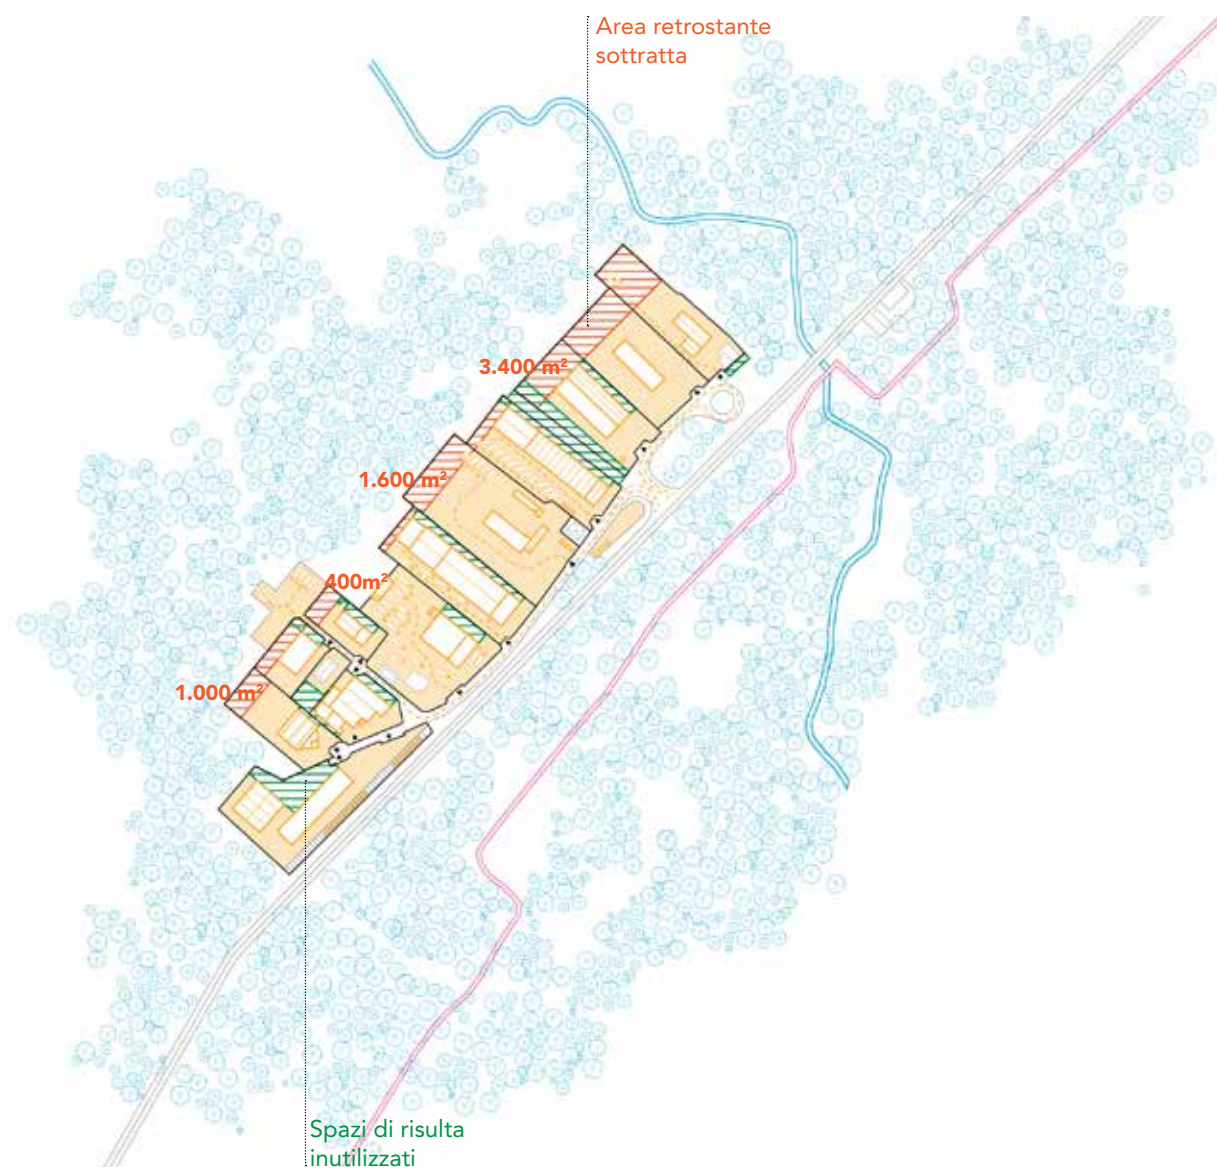 Area retrostante
sottratta
3.400 m²
1.600 m²
400m²
1.000 m²
Spazi di risulta
inutilizzati